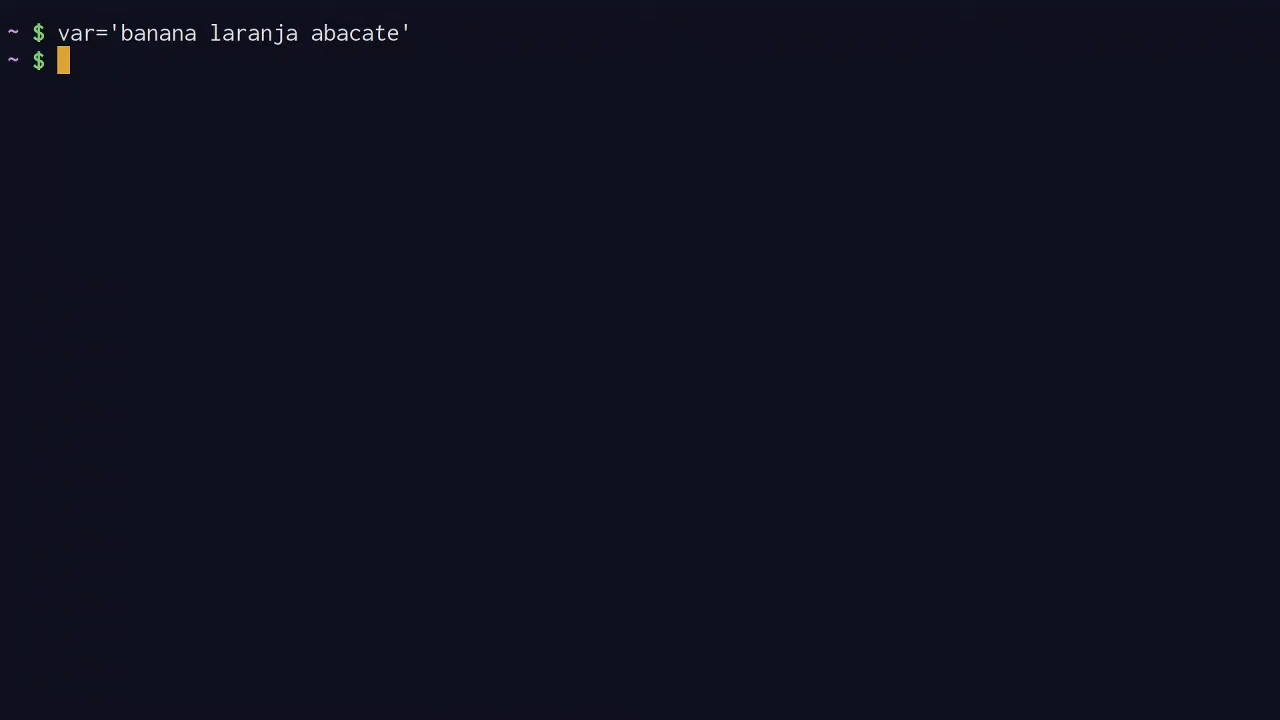 ~ $ var='banana laranja abacate'
~ $